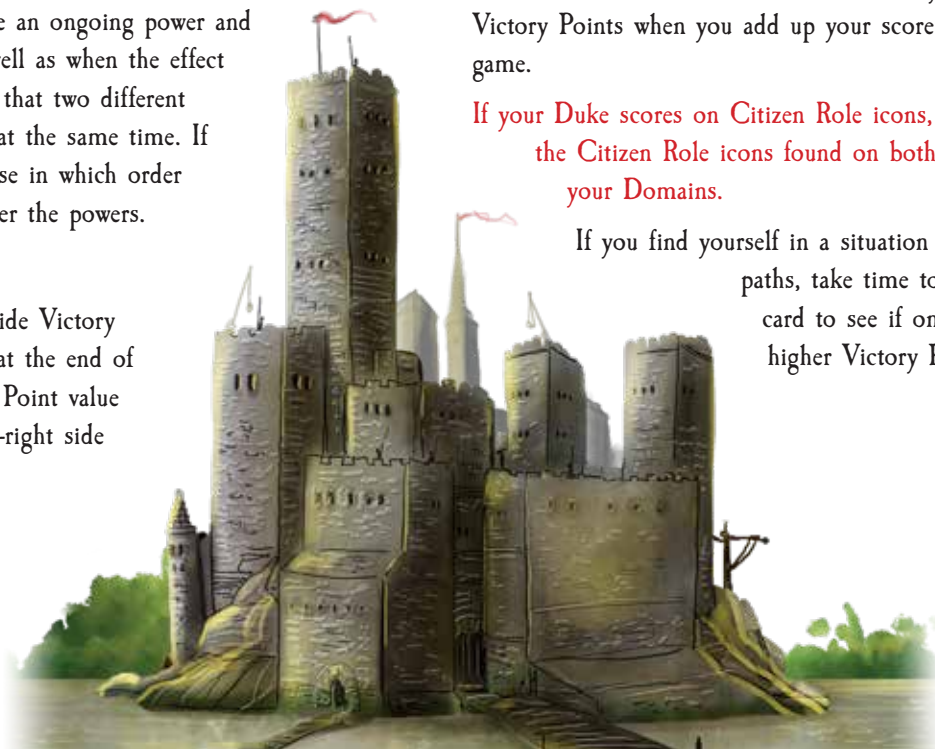 e an ongoing power and
ell as when the effect
that two different
at the same time. If
se in which order
er the powers.
ide Victory
at the end of
Point value
-right side
Victory Points when you add up your score
game.
If your Duke scores on Citizen Role icons,
the Citizen Role icons found on both
your Domains.
If you find yourself in a situation
paths, take time to
card to see if on
higher Victory